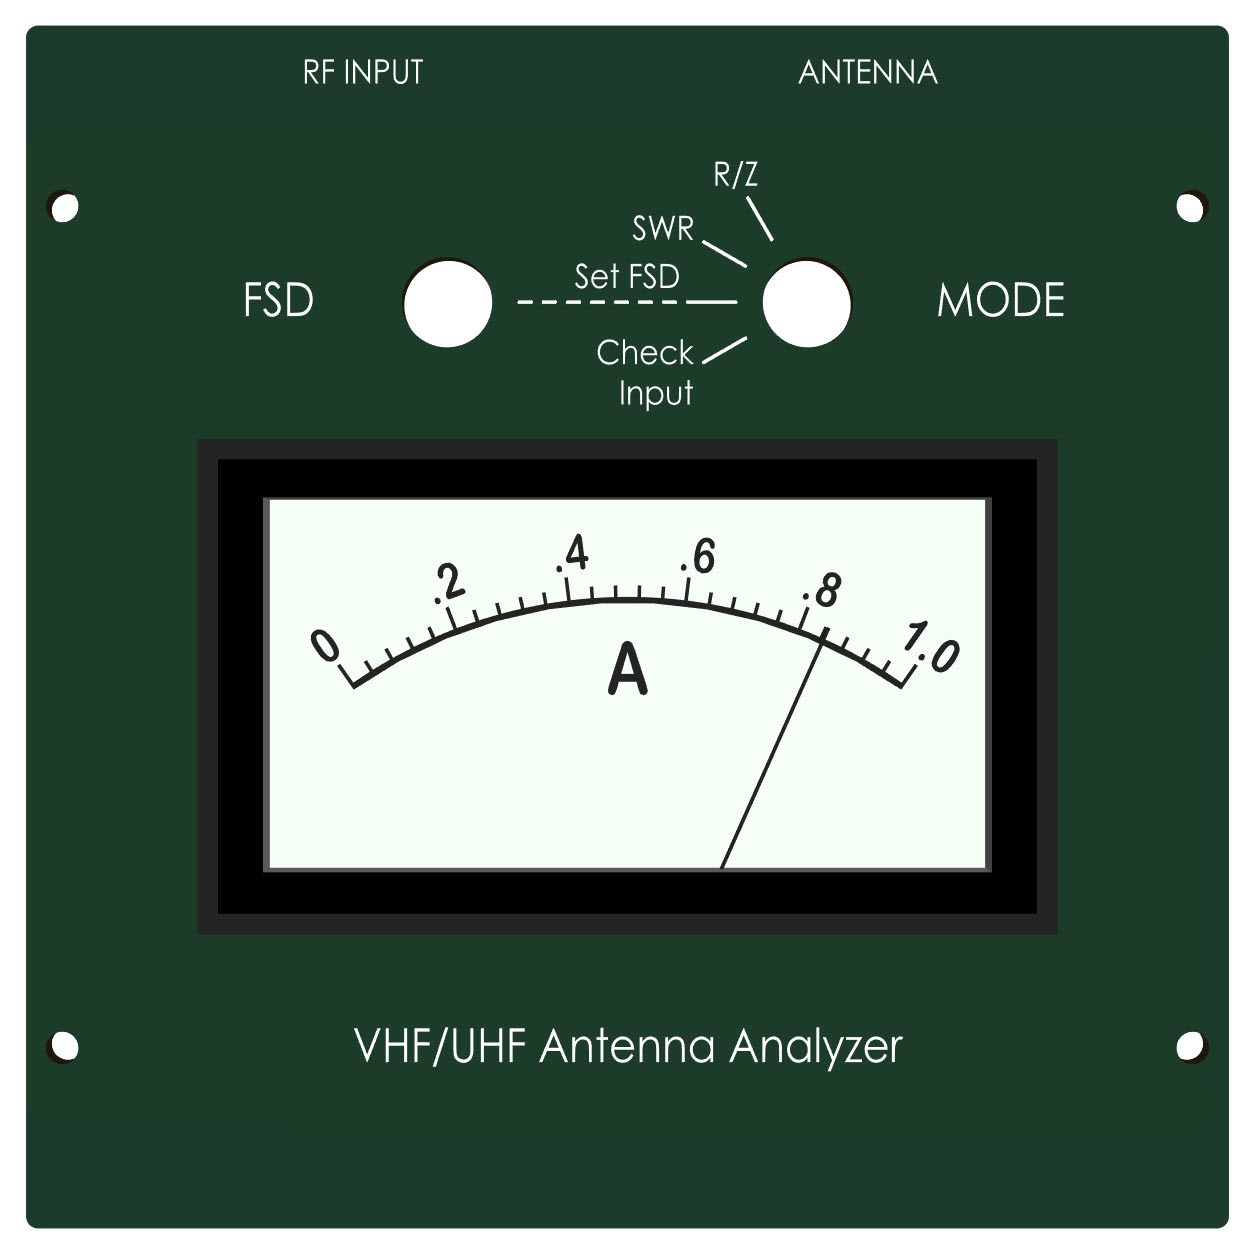 RF INPUT
ANTENNA
R/Z
SWR
Set FSD
FSD
MODE
Check
Input
0 .2 .4 .6 .8 1.0
A
VHF/UHF Antenna Analyzer